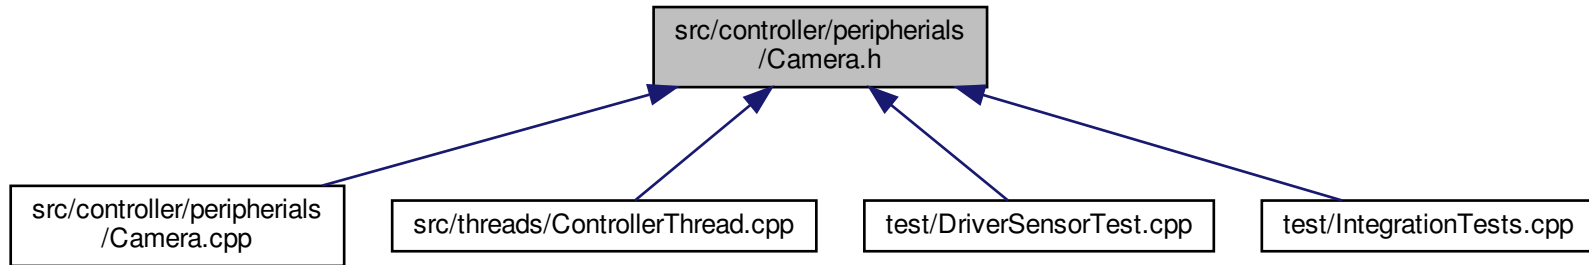 src/controller/peripherials
/Camera.h
src/controller/peripherials
/Camera.cpp
src/threads/ControllerThread.cpp
test/DriverSensorTest.cpp
test/IntegrationTests.cpp